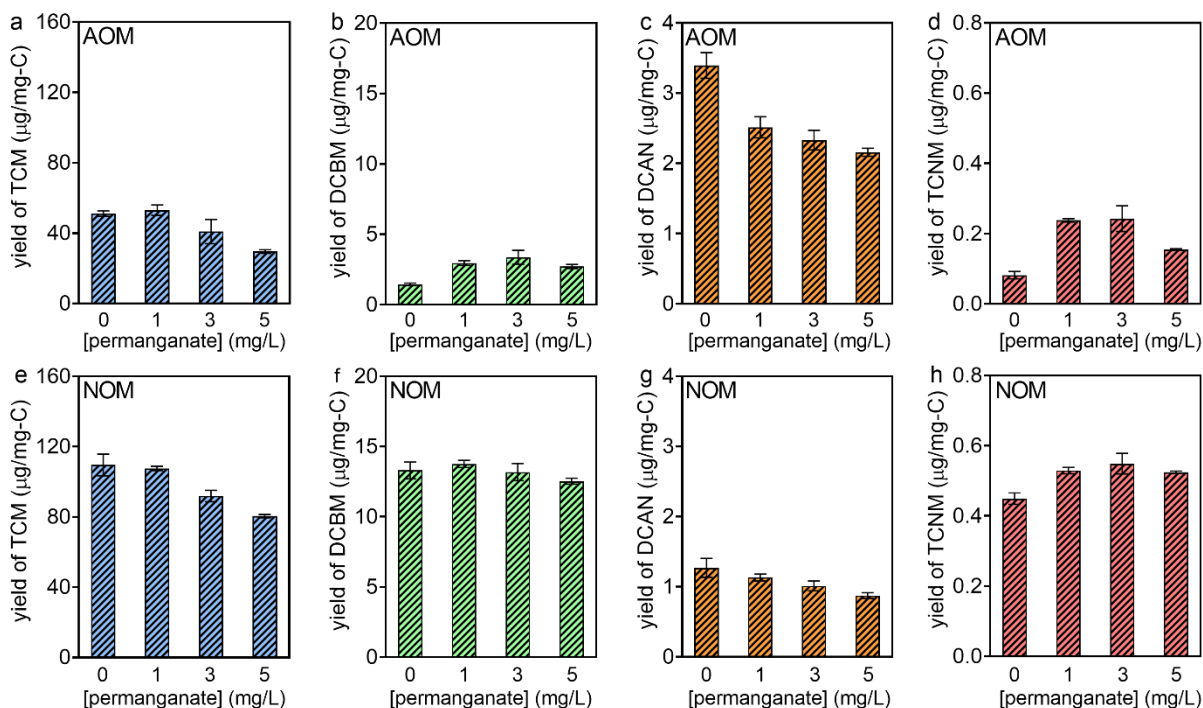 a
yield of TCM (μg/mg-C)
160
120
80
40
0
AOM
0 1 3 5
[permanganate] (mg/L)
b
yield of DCBM (μg/mg-C)
20
15
10
5
0
AOM
0 1 3 5
[permanganate] (mg/L)
c
yield of DCAN (μg/mg-C)
4
3
2
1
0
AOM
0 1 3 5
[permanganate] (mg/L)
d
yield of TCNM (μg/mg-C)
0.8
0.6
0.4
0.2
0.0
AOM
0 1 3 5
[permanganate] (mg/L)
e
yield of TCM (μg/mg-C)
160
120
80
40
0
NOM
0 1 3 5
[permanganate] (mg/L)
f
yield of DCBM (μg/mg-C)
20
15
10
5
0
NOM
0 1 3 5
[permanganate] (mg/L)
g
yield of DCAN (μg/mg-C)
4
3
2
1
0
NOM
0 1 3 5
[permanganate] (mg/L)
h
yield of TCNM (μg/mg-C)
0.8
0.6
0.4
0.2
0.0
NOM
0 1 3 5
[permanganate] (mg/L)